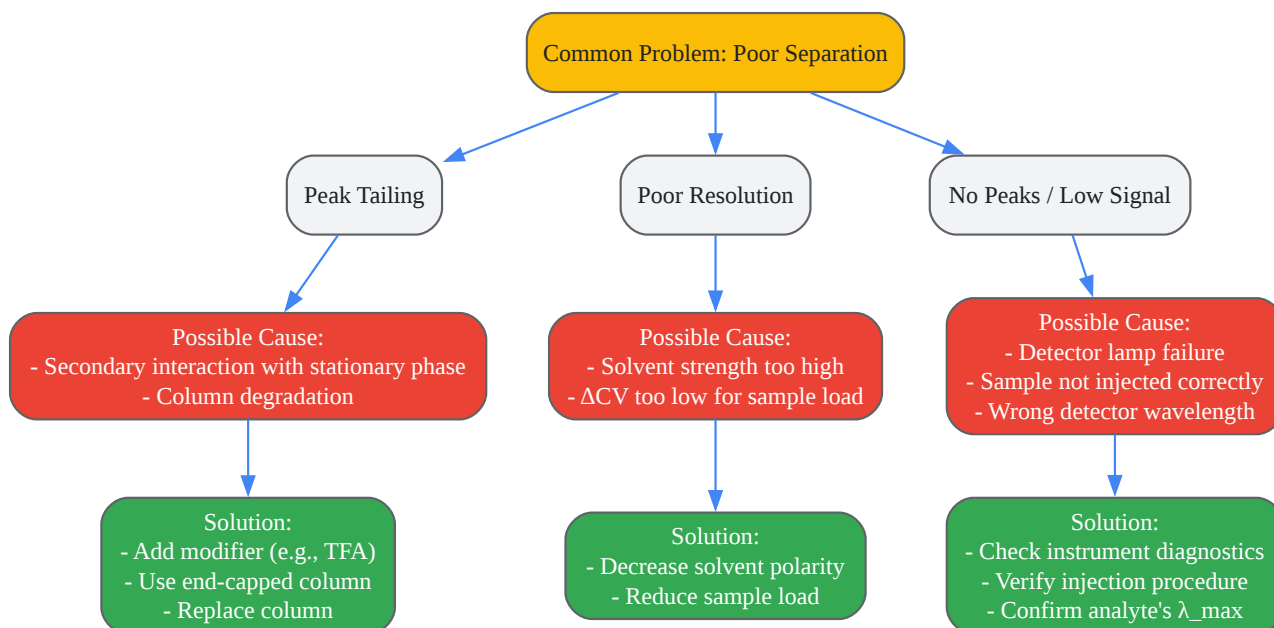 Common Problem: Poor Separation
Peak Tailing
Poor Resolution
No Peaks / Low Signal
Possible Cause:
- Secondary interaction with stationary phase
- Column degradation
Possible Cause:
- Solvent strength too high
- ΔCV too low for sample load
Possible Cause:
- Detector lamp failure
- Sample not injected correctly
- Wrong detector wavelength
Solution:
- Add modifier (e.g., TFA)
- Use end-capped column
- Replace column
Solution:
- Decrease solvent polarity
- Reduce sample load
Solution:
- Check instrument diagnostics
- Verify injection procedure
- Confirm analyte's λ_max